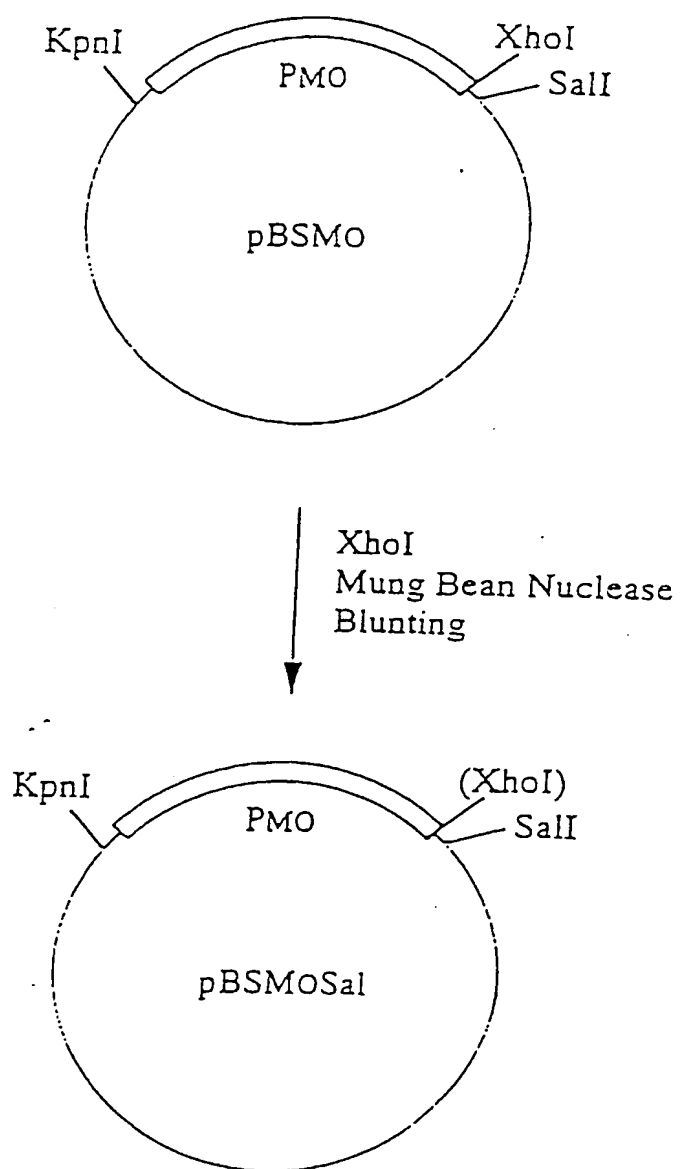 KpnI
XhoI
PMO
SalI
pBSMO
XhoI
Mung Bean Nuclease
Blunting
KpnI
(XhoI)
PMO
SalI
pBSMOSal